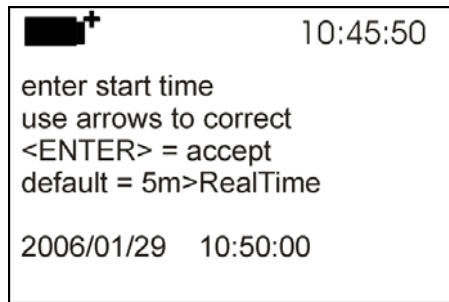 10:45:50
enter start time
use arrows to correct
<ENTER> = accept
default = 5m>RealTime
2006/01/29 10:50:00